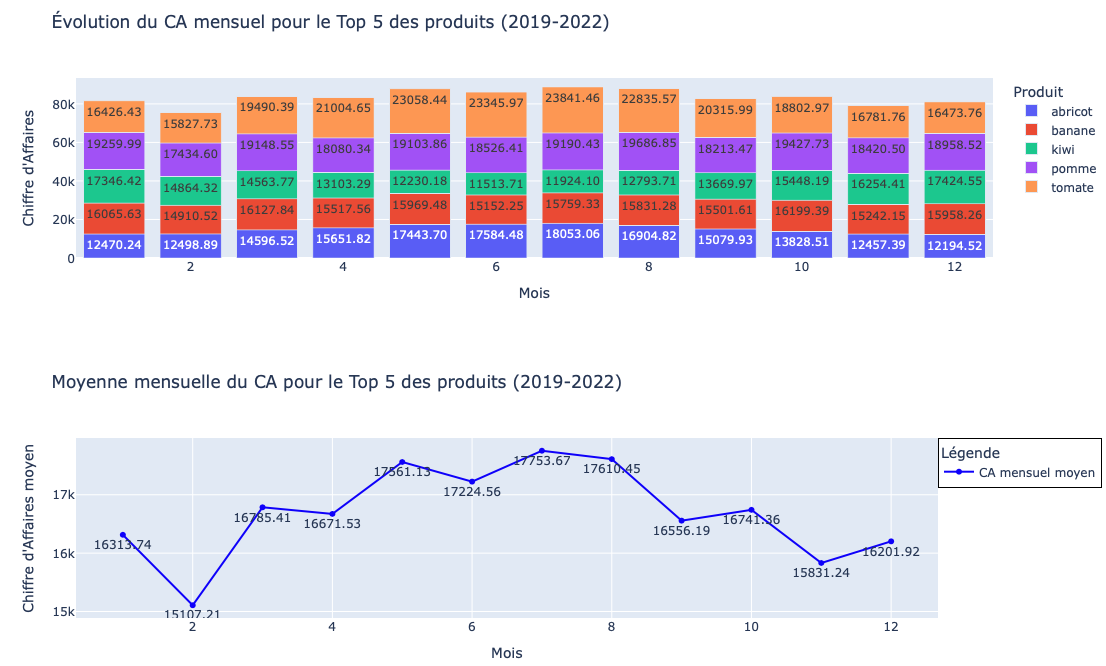 Évolution du CA mensuel pour le Top 5 des produits (2019-2022)
Chiffre d'Affaires
80k
60k
40k
20k
0
16426.43 15827.73 19490.39 21004.65 23058.44 23345.97 23841.46 22835.57 20315.99 18802.97 16781.76 16473.76
19259.99 17434.60 19148.55 18080.34 19103.86 18526.41 19190.43 19686.85 18213.47 19427.73 18420.50 18958.52
17346.42 14864.32 14563.77 13103.29 12230.18 11513.71 11924.10 12793.71 13669.97 15448.19 16254.41 17424.55
16065.63 14910.52 16127.84 15517.56 15969.48 15152.25 15759.33 15831.28 15501.61 16199.39 15242.15 15958.26
12470.24 12498.89 14596.52 15651.82 17443.70 17584.48 18053.06 16904.82 15079.93 13828.51 12457.39 12194.52
2 4 6 8 10 12
Mois
Produit
abricot
banane
kiwi
pomme
tomate
Moyenne mensuelle du CA pour le Top 5 des produits (2019-2022)
Chiffre d'Affaires moyen
17k
16k
15k
16313.74 15107.21 16785.41 16671.53 17561.13 17224.56 17753.67 17610.45 16556.19 16741.36 15831.24 16201.92
2 4 6 8 10 12
Mois
Légende
CA mensuel moyen